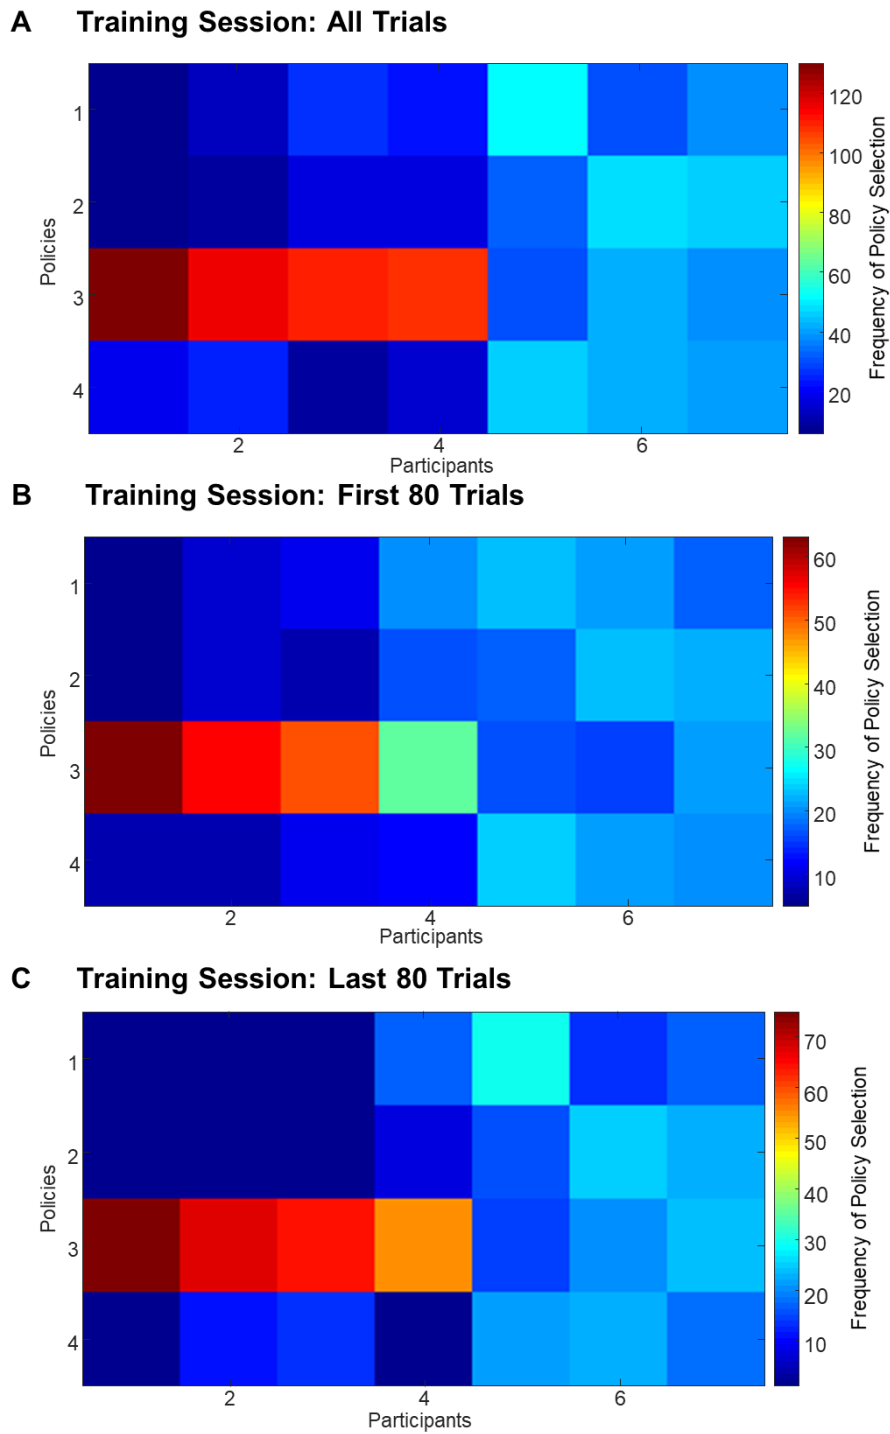 A Training Session: All Trials
1
2
3
4
Policies
2 4 6
Participants
120
100
80
60
40
20
Frequency of Policy Selection
B Training Session: First 80 Trials
1
2
3
4
Policies
2 4 6
Participants
60
50
40
30
20
10
Frequency of Policy Selection
C Training Session: Last 80 Trials
1
2
3
4
Policies
2 4 6
Participants
70
60
50
40
30
20
10
Frequency of Policy Selection